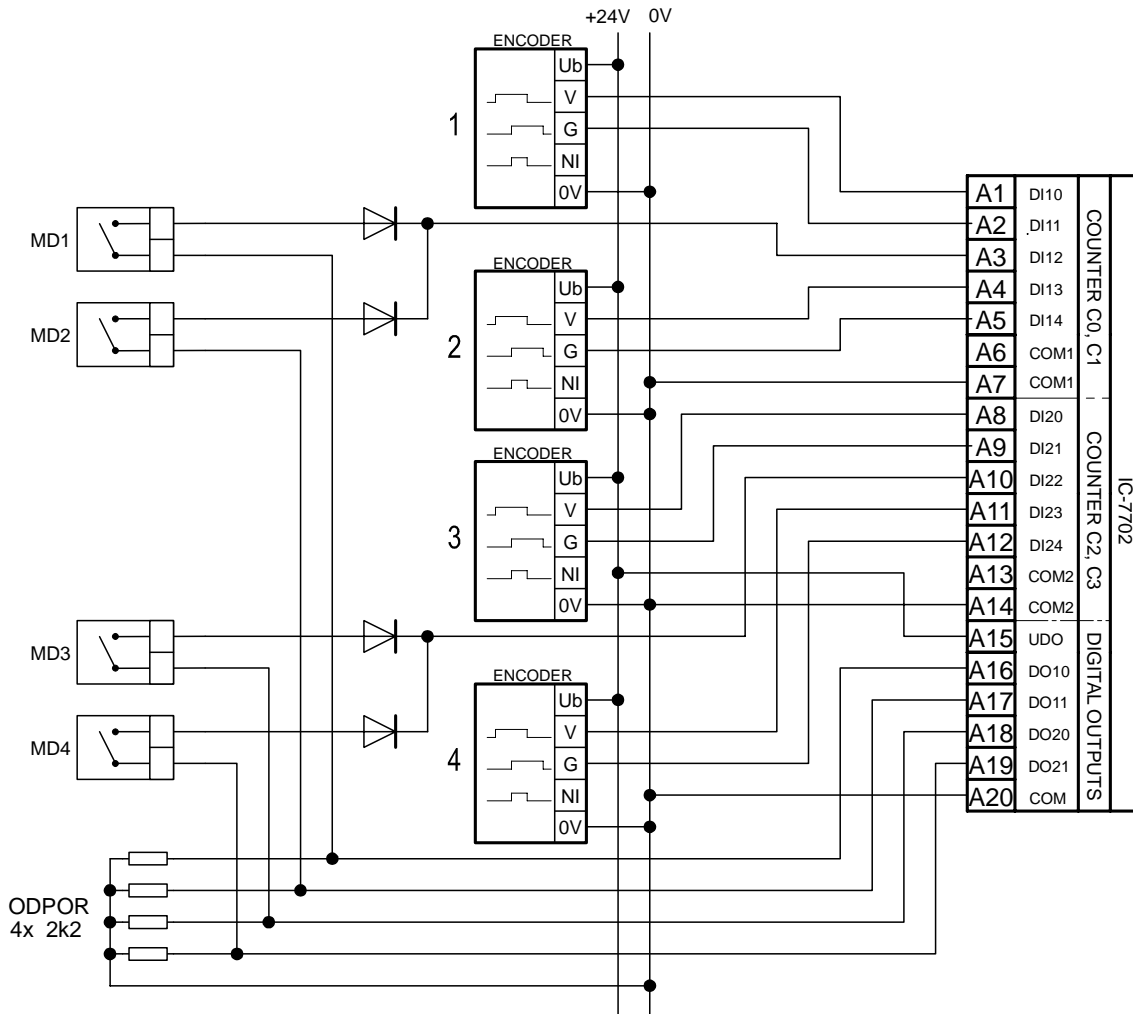 +24V 0V
ENCODER
1
Ub
V
G
NI
0V
MD1
MD2
ENCODER
2
Ub
V
G
NI
0V
ENCODER
3
Ub
V
G
NI
0V
MD3
MD4
ENCODER
4
Ub
V
G
NI
0V
ODPOR
4x 2k2
A1 DI10
A2 DI11
A3 DI12
A4 DI13
A5 DI14
A6 COM1
A7 COM1
A8 DI20
A9 DI21
A10 DI22
A11 DI23
A12 DI24
A13 COM2
A14 COM2
A15 UDO
A16 DO10
A17 DO11
A18 DO20
A19 DO21
A20 COM
COUNTER C0, C1
COUNTER C2, C3
DIGITAL OUTPUTS
IC-7702